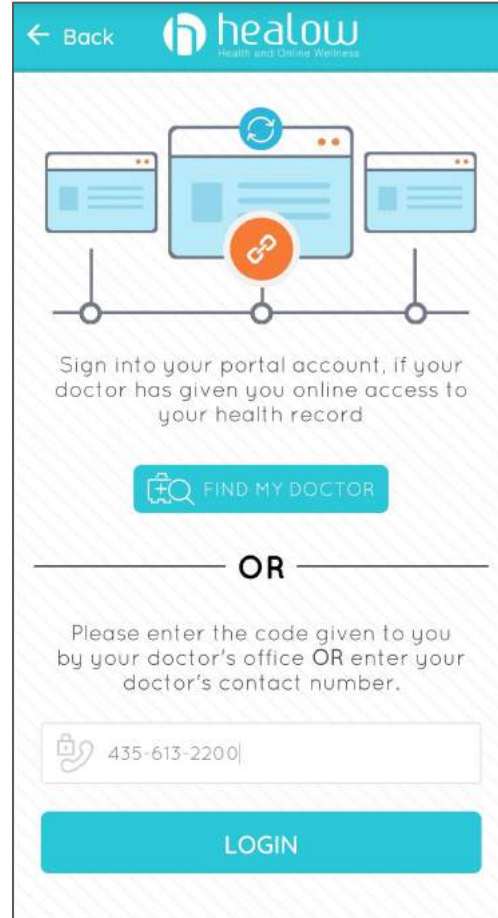 ← Back
healow
Health and Online Wellness
Sign into your portal account, if your
doctor has given you online access to
your health record
FIND MY DOCTOR
OR
Please enter the code given to you
by your doctor's office OR enter your
doctor's contact number.
435-613-2200
LOGIN